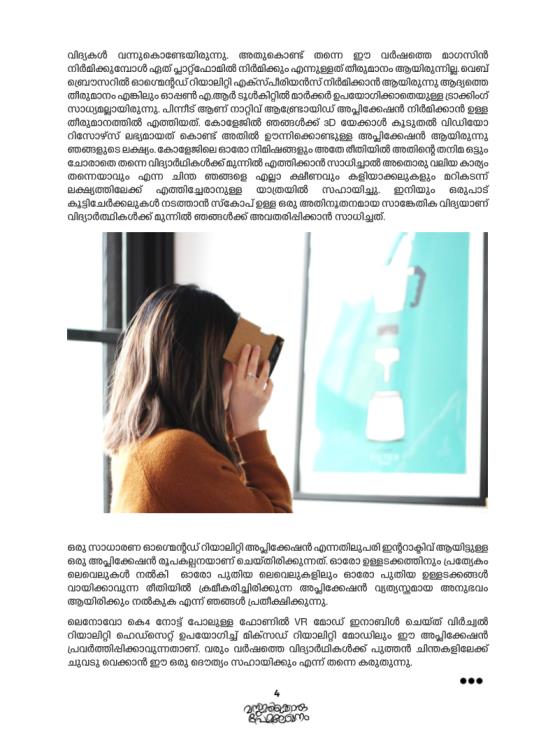 വിദ്യകൾ വന്നുകൊണ്ടേയിരുന്നു. അതുകൊണ്ട് തന്നെ ഈ വർഷത്തെ മാഗസിൻ
നിർമിക്കുമ്പോൾ ഏത് പ്ലാറ്റ്ഫോമിൽ നിർമിക്കും എന്നുള്ളത് തീരുമാനം ആയിരുന്നില്ല. വെബ്
ബ്രൌസറിൽ ഓഗ്മെന്റഡ് റിയാലിറ്റി എക്സ്പീരിയൻസ് നിർമിക്കാൻ ആയിരുന്നു ആദ്യത്തെ
തീരുമാനം എങ്കിലും ഓപ്പൺ എ.ആർ ടൂൾകിറ്റിൽ മാർക്കർ ഉപയോഗിക്കാതെയുള്ള ട്രാക്കിംഗ്
സാധ്യമല്ലായിരുന്നു. പിന്നീട് ആണ് നാറ്റിവ് ആൻഡ്രോയിഡ് അപ്ലിക്കേഷൻ നിർമിക്കാൻ ഉള്ള
തീരുമാനത്തിൽ എത്തിയത്. കോളേജിൽ ഞങ്ങൾക്ക് 3D യേക്കാൾ കൂടുതൽ വിഡിയോ
റിസോഴ്സ് ലഭ്യമായത് കൊണ്ട് അതിൽ ഊന്നിക്കൊണ്ടുള്ള അപ്ലിക്കേഷൻ ആയിരുന്നു
ഞങ്ങളുടെ ലക്ഷ്യം. കോളേജിലെ ഓരോ നിമിഷങ്ങളും അതേ രീതിയിൽ അതിന്റെ തനിമ ഒട്ടും
ചോരാതെ തന്നെ വിദ്യാർഥികൾക്ക് മുന്നിൽ എത്തിക്കാൻ സാധിച്ചാൽ അതൊരു വലിയ കാര്യം
തന്നെയാവും എന്ന ചിന്ത ഞങ്ങളെ എല്ലാ ക്ഷീണവും കളിയാക്കലുകളും മറികടന്ന്
ലക്ഷ്യത്തിലേക്ക് എത്തിച്ചേരാനുള്ള യാത്രയിൽ സഹായിച്ചു. ഇനിയും ഒരുപാട്
കൂട്ടിചേർക്കലുകൾ നടത്താൻ സ്കോപ് ഉള്ള ഒരു അതിനൂതനമായ സാങ്കേതിക വിദ്യയാണ്
വിദ്യാർത്ഥികൾക്ക് മുന്നിൽ ഞങ്ങൾക്ക് അവതരിപ്പിക്കാൻ സാധിച്ചത്.
ഒരു സാധാരണ ഓഗ്മെന്റഡ് റിയാലിറ്റി അപ്ലിക്കേഷൻ എന്നതിലുപരി ഇന്ററാക്ടിവ് ആയിട്ടുള്ള
ഒരു അപ്ലിക്കേഷൻ രൂപകല്പനയാണ് ചെയ്തിരിക്കുന്നത്. ഓരോ ഉള്ളടക്കത്തിനും പ്രത്യേകം
ലെവെലുകൾ നൽകി ഓരോ പുതിയ ലെവെലുകളിലും ഓരോ പുതിയ ഉള്ളടക്കങ്ങൾ
വായിക്കാവുന്ന രീതിയിൽ ക്രമീകരിച്ചിരിക്കുന്ന അപ്ലിക്കേഷൻ വ്യത്യസ്തമായ അനുഭവം
ആയിരിക്കും നൽകുക എന്ന് ഞങ്ങൾ പ്രതീക്ഷിക്കുന്നു.
ലെനോവോ കെ4 നോട്ട് പോലുള്ള ഫോണിൽ VR മോഡ് ഇനാബിൾ ചെയ്ത് വിർച്വൽ
റിയാലിറ്റി ഹെഡ്സെറ്റ് ഉപയോഗിച്ച് മിക്സഡ് റിയാലിറ്റി മോഡിലും ഈ അപ്ലിക്കേഷൻ
പ്രവർത്തിപ്പിക്കാവുന്നതാണ്. വരും വർഷത്തെ വിദ്യാർഥികൾക്ക് പുത്തൻ ചിന്തകളിലേക്ക്
ചുവടു വെക്കാൻ ഈ ഒരു ദൌത്യം സഹായിക്കും എന്ന് തന്നെ കരുതുന്നു.
4